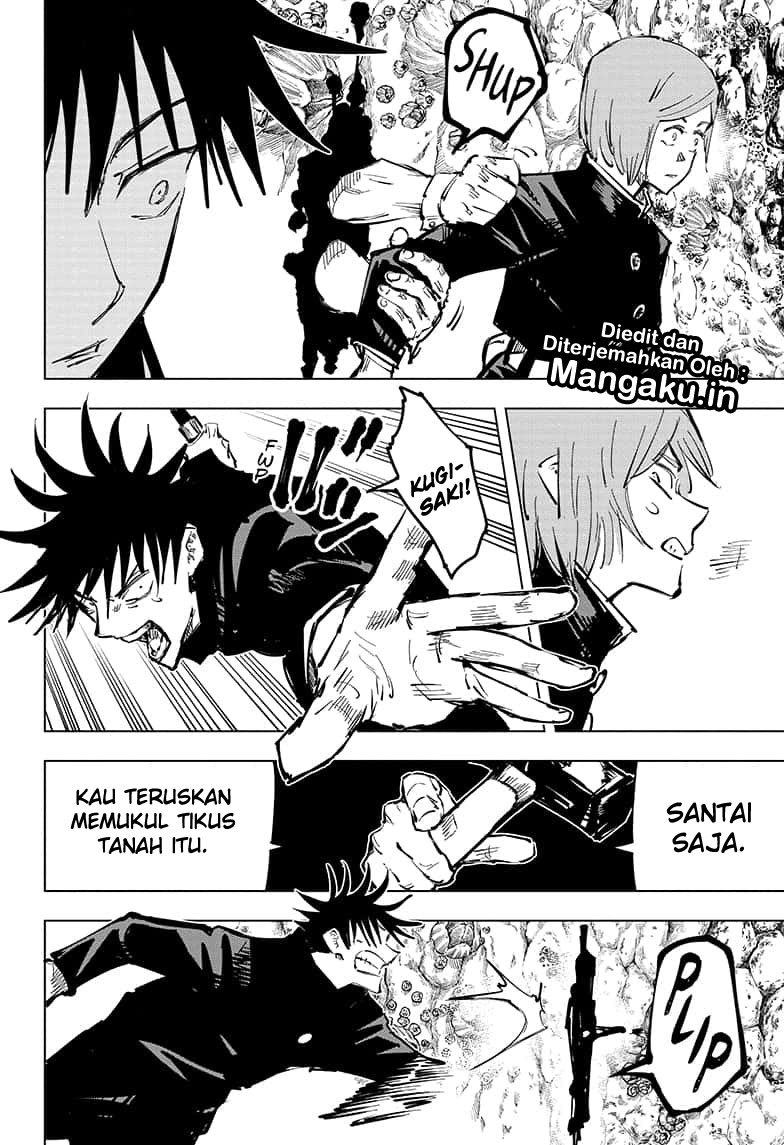 SHUP
Diedit dan
Diterjemahkan Oleh :
Mangaku.in
KUGI-
SAKI!
FWP
SANTAI
SAJA.
KAU TERUSKAN
MEMUKUL TIKUS
TANAH ITU.
PLIP